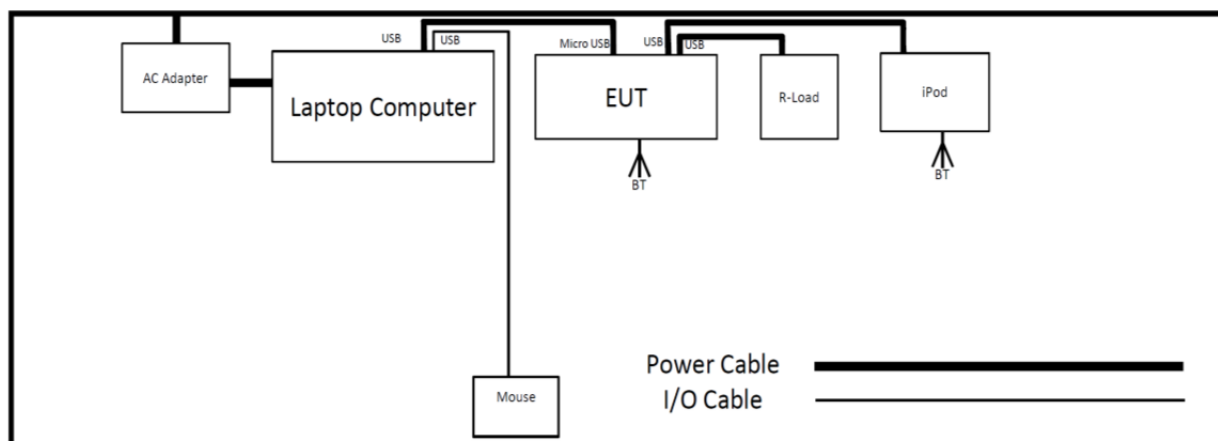 USB
USB
Micro USB
USB
USB
AC Adapter
Laptop Computer
EUT
R-Load
iPod
BT
BT
Mouse
Power Cable
I/O Cable